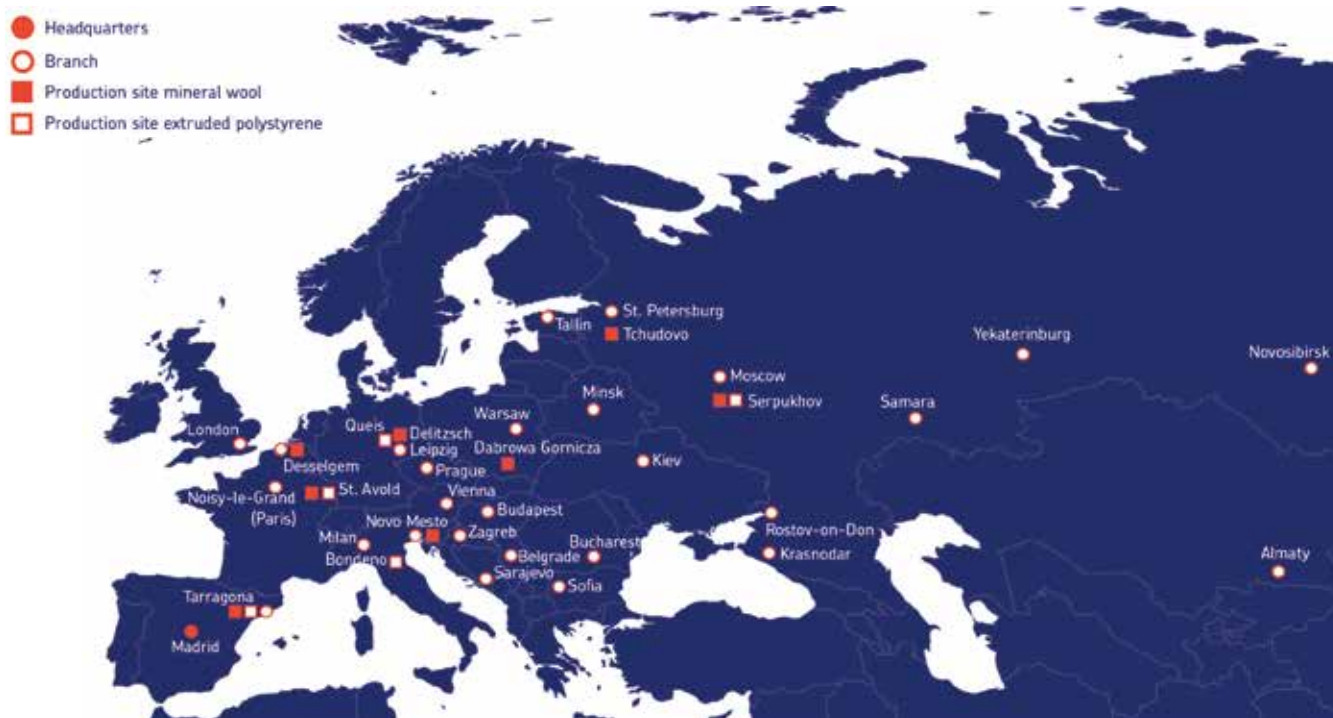 Headquarters
Branch
Production site mineral wool
Production site extruded polystyrene
St. Petersburg
Tallin
Tchudovo
Yekaterinburg
Novosibirsk
Moscow
Minsk
Serpukhov
Samara
Warsaw
Queis
London
Delitzsch
Leipzig
Dabrowa Gornicza
Desselgem
Prague
Kiev
St. Avold
Noisy-le-Grand
(Paris)
Vienna
Budapest
Novo Mesto
Rostov-on-Don
Milan
Zagreb
Bucharest
Krasnodar
Almaty
Bondeno
Belgrade
Sarajevo
Sofia
Tarragona
Madrid